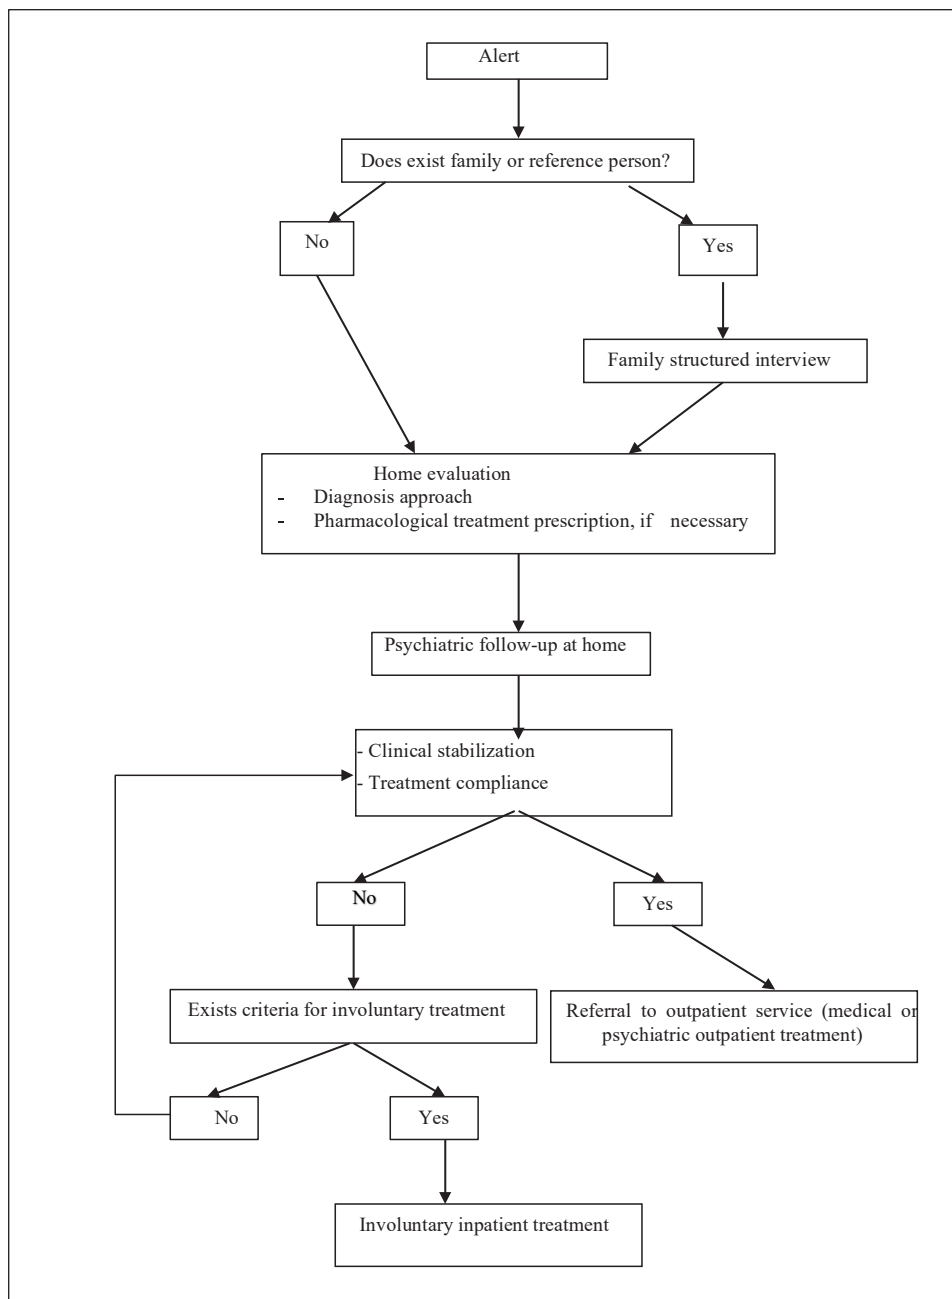 Alert
Does exist family or reference person?
No
Yes
Family structured interview
Home evaluation
- Diagnosis approach
- Pharmacological treatment prescription, if necessary
Psychiatric follow-up at home
- Clinical stabilization
- Treatment compliance
No
Yes
Exists criteria for involuntary treatment
Referral to outpatient service (medical or
psychiatric outpatient treatment)
No
Yes
Involuntary inpatient treatment